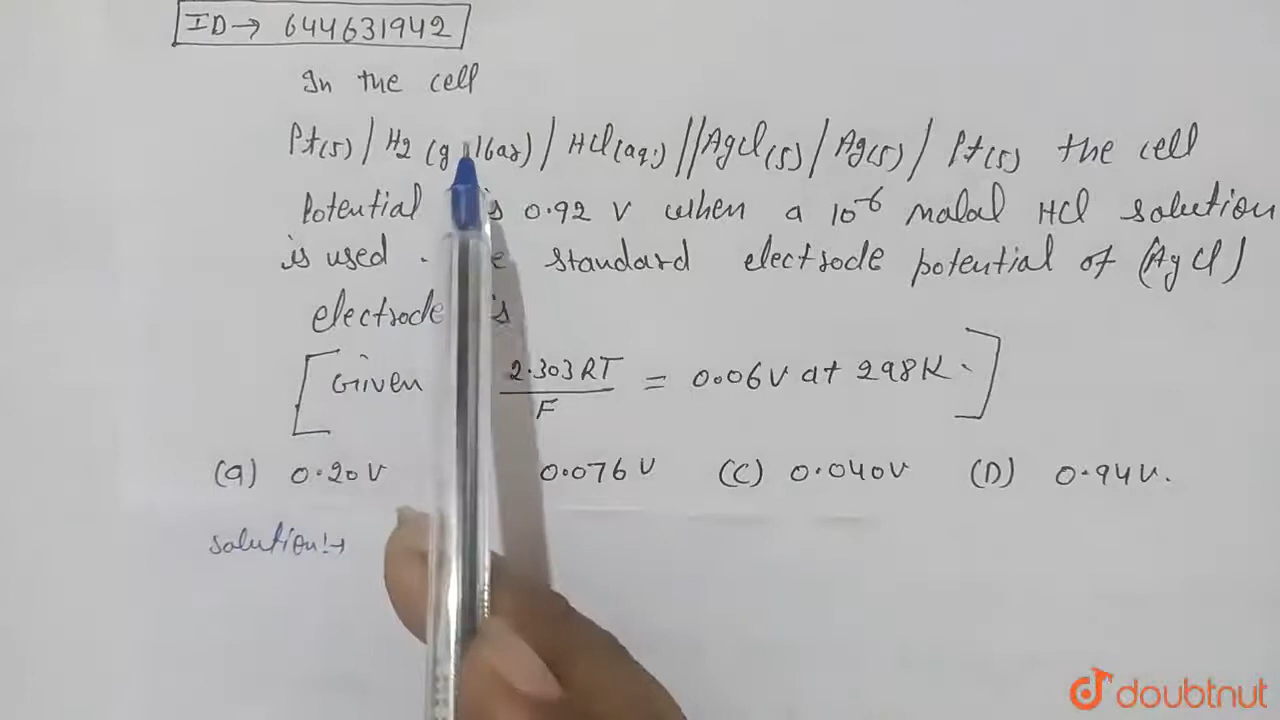 ID→ 644631942
In the cell
Pt(s) | H2 (g 1bar) | HCl(aq.) || AgCl(s) | Ag(s) | Pt(s) the cell
Potential is 0.92 V when a 10-6 molal HCl solution
is used. standard electrode potential of (AgCl)
electrode is
[Given 2.303RT/F = 0.06V at 298K.]
(a) 0.20V 0.076V (C) 0.040V (D) 0.94V.
solution:→
doubtnut